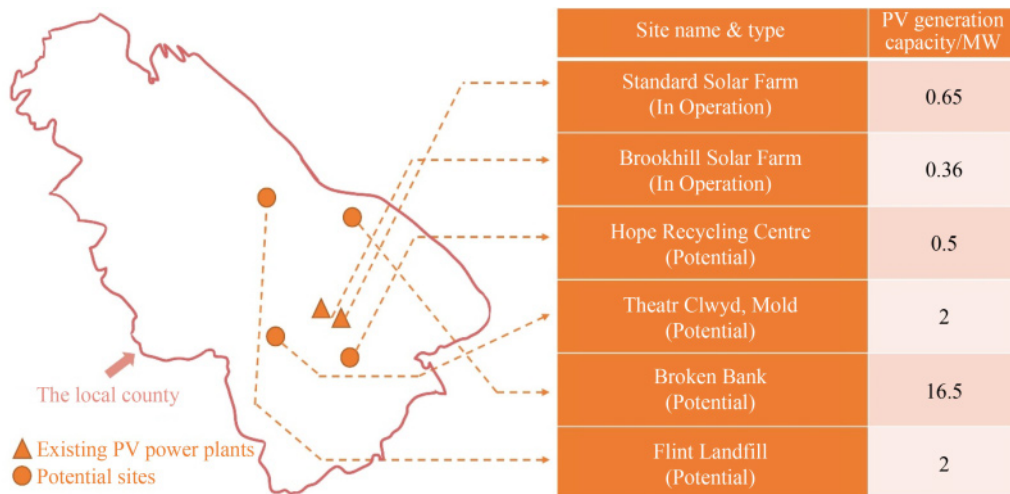 Site name & type
PV generation
capacity/MW
Standard Solar Farm
(In Operation)
0.65
Brookhill Solar Farm
(In Operation)
0.36
Hope Recycling Centre
(Potential)
0.5
Theatr Clwyd, Mold
(Potential)
2
Broken Bank
(Potential)
16.5
Flint Landfill
(Potential)
2
The local county
Existing PV power plants
Potential sites